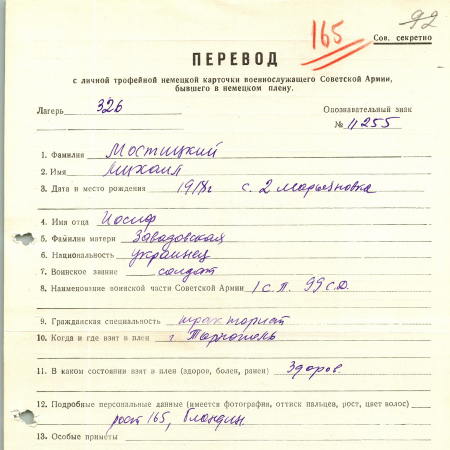 165 92
Сов. секретно
ПЕРЕВОД
с личной трофейной немецкой карточки военнослужащего Советской Армии,
бывшего в немецком плену.
Лагерь 326 Опознавательный знак
№ 11255
1. Фамилия Мостицкий
2. Имя Михаил
3. Дата и место рождения 1918г с. 2 Марьяновка
4. Имя отца Иосиф
5. Фамилия матери Завадовская
6. Национальность украинец
7. Воинское звание солдат
8. Наименование воинской части Советской Армии 1 с.п. 99 с.д.
9. Гражданская специальность
10. Когда и где взят в плен г. Тарнополь
11. В каком состоянии взят в плен (здоров, болен, ранен) Здоров.
12. Подробные персональные данные (имеется фотография, оттиск пальцев, рост, цвет волос)
рост 165, блондин
13. Особые приметы